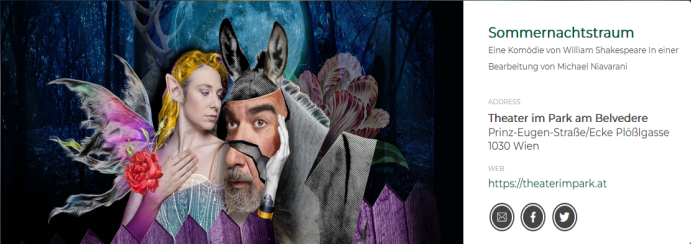 Sommernachtstraum
Eine Komödie von William Shakespeare In einer
Bearbeitung von Michael Niavarani
ADDRESS
Theater im Park am Belvedere
Prinz-Eugen-Straße/Ecke Plößlgasse
1030 Wien
WEB
https://theaterimpark.at